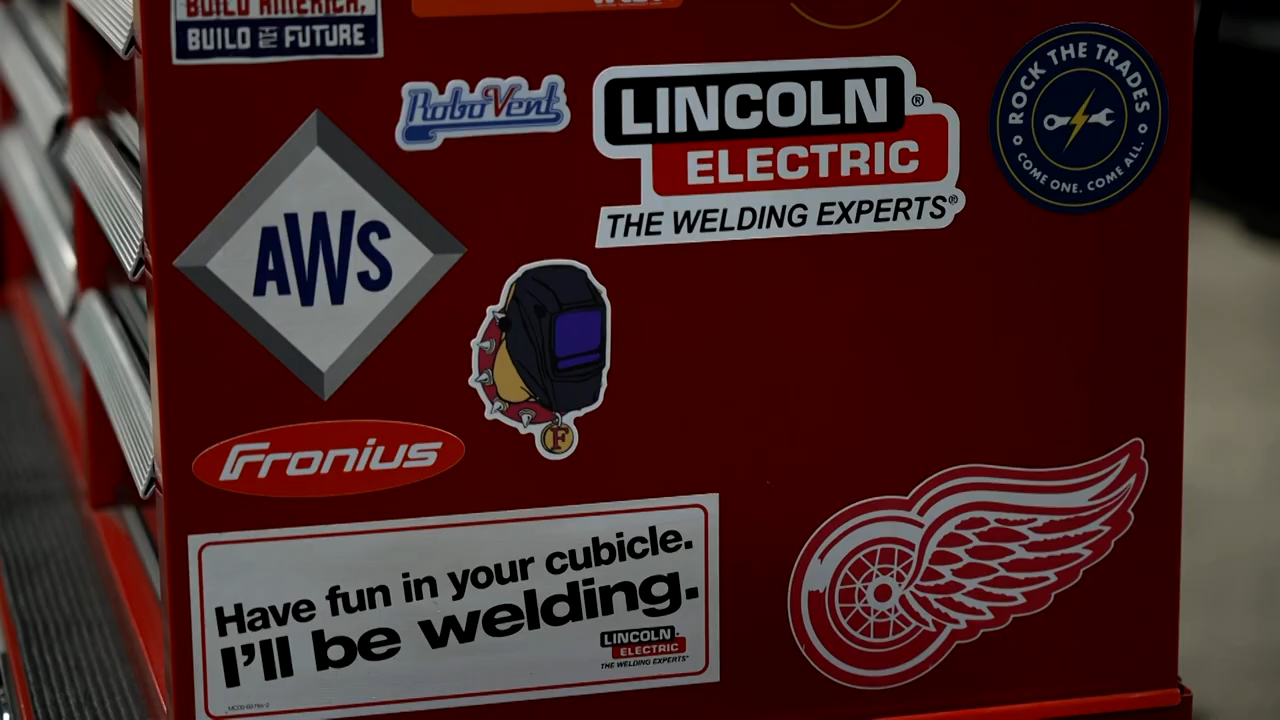 BUILD AMERICA,
BUILD THE FUTURE
RoboVent
LINCOLN ®
ELECTRIC
THE WELDING EXPERTS®
ROCK THE TRADES
COME ONE. COME ALL.
AWS
F
Fronius
Have fun in your cubicle.
I'll be welding.
LINCOLN
ELECTRIC
THE WELDING EXPERTS®